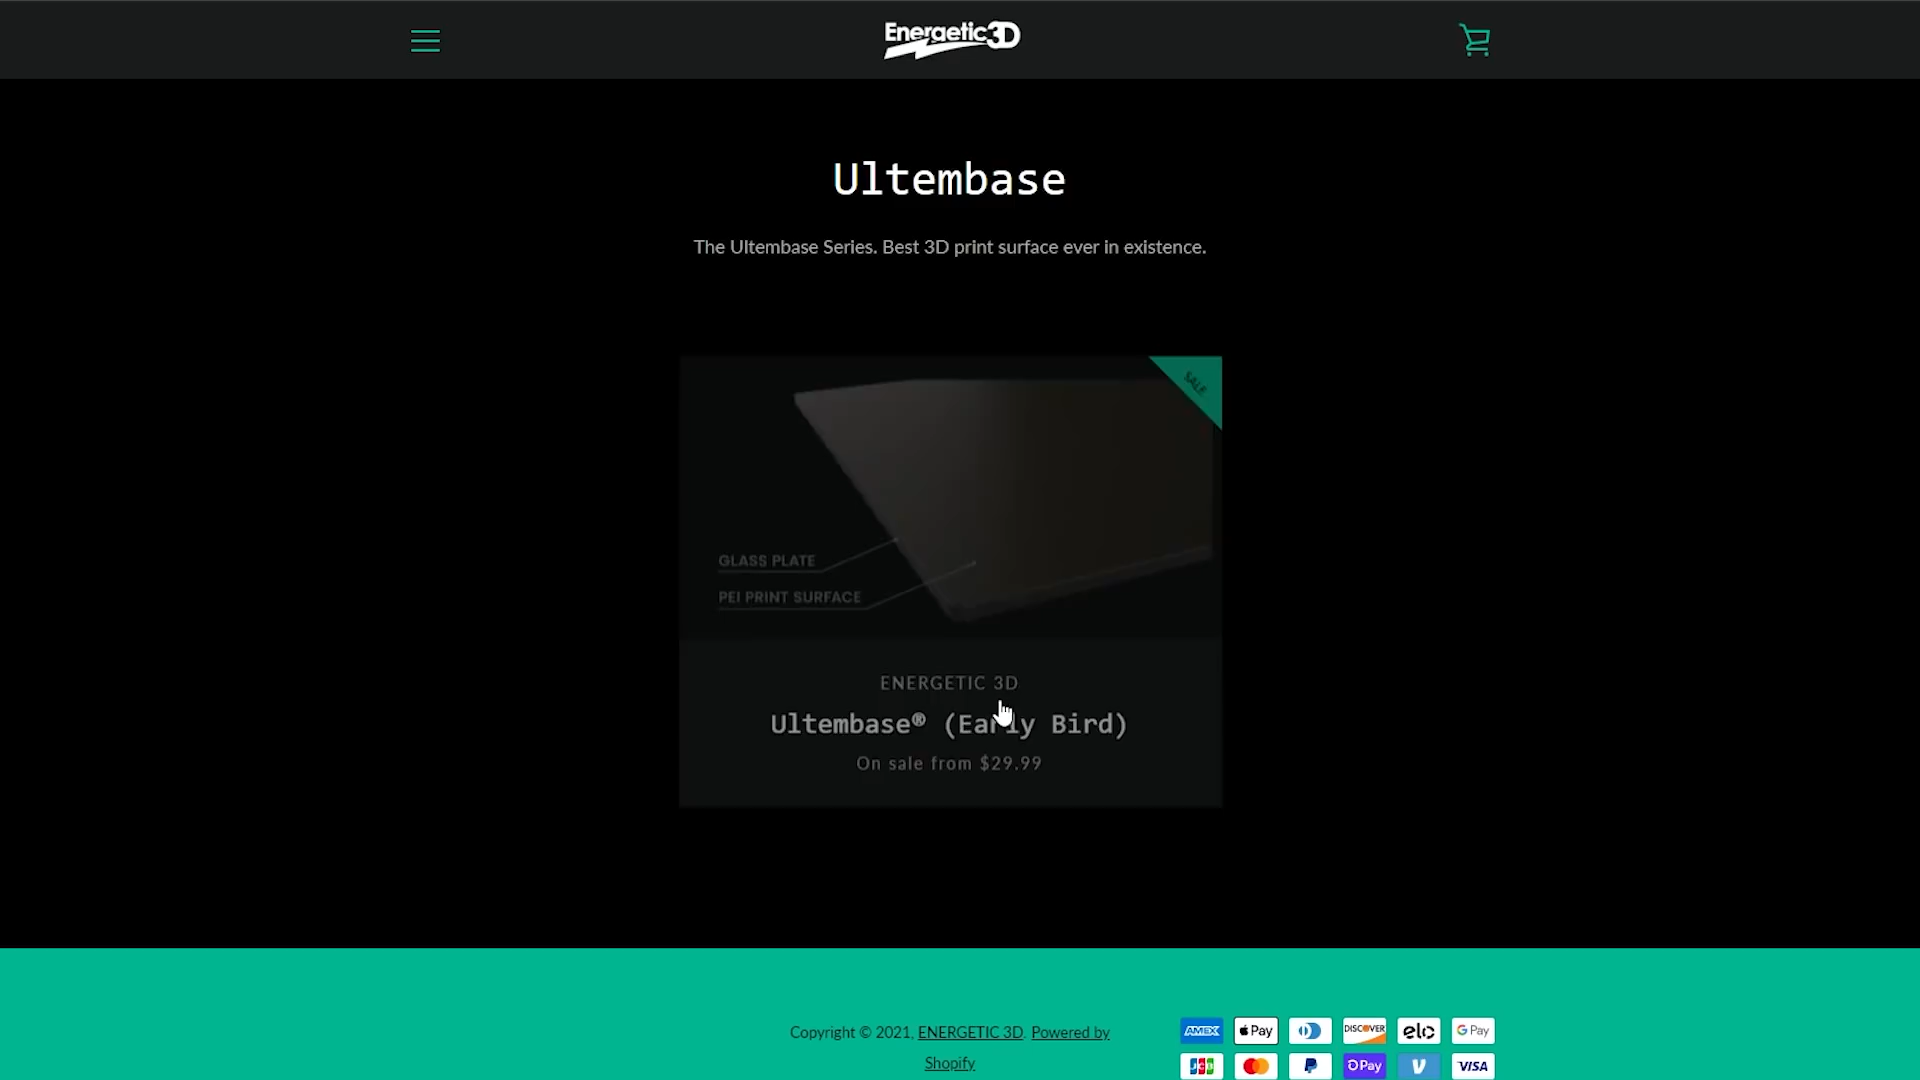 Energetic3D
Ultembase
The Ultembase Series. Best 3D print surface ever in existence.
SALE
GLASS PLATE
PEI PRINT SURFACE
ENERGETIC 3D
Ultembase® (Early Bird)
On sale from $29.99
Copyright © 2021, ENERGETIC 3D. Powered by
Shopify
AMEX Pay DISCOVER elo G Pay
JCB Pay VISA